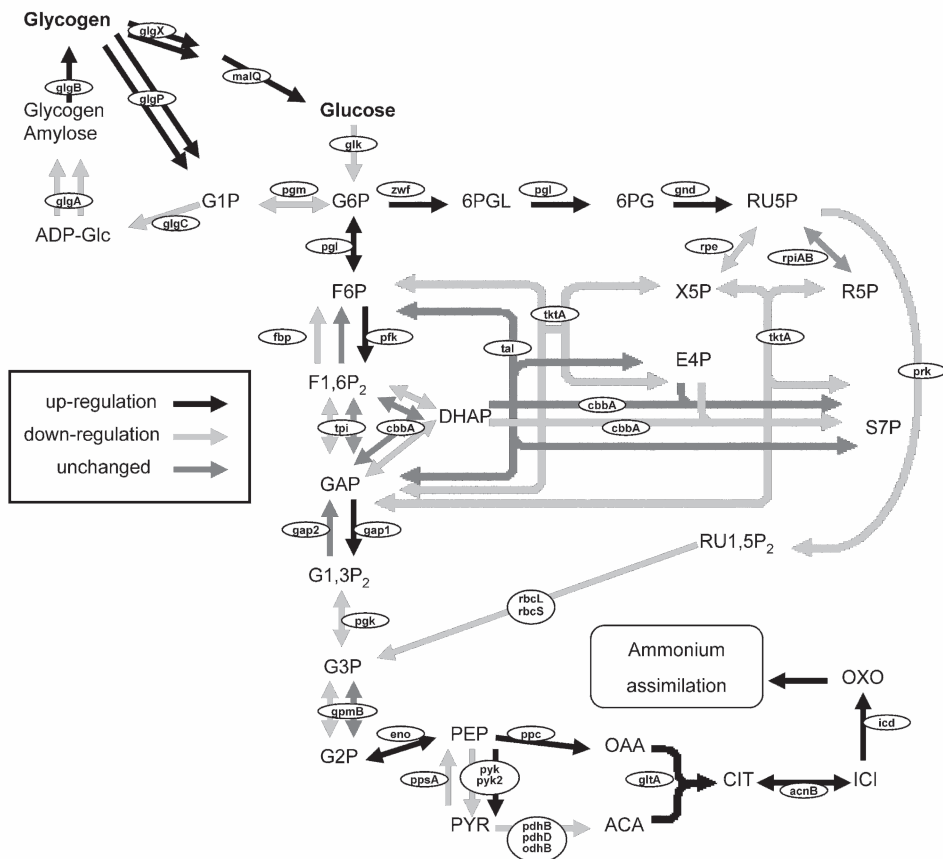 Glycogen
glgX
malQ
glgB
glgP
Glycogen
Amylose
Glucose
glk
glgA
G1P
pgm
G6P
zwf
6PGL
pgl
6PG
gnd
RU5P
glgC
ADP-Glc
pgl
rpe
rpiAB
F6P
X5P
R5P
fbp
pfk
tktA
tktA
tal
E4P
prk
F1,6P2
up-regulation
down-regulation
unchanged
DHAP
cbbA
tpi
cbbA
cbbA
S7P
GAP
gap2
gap1
RU1,5P2
G1,3P2
rbcL
rbcS
pgk
G3P
Ammonium
assimilation
OXO
gpmB
icd
G2P
eno
PEP
ppc
OAA
ppsA
pyk
pyk2
gltA
CIT
acnB
ICI
PYR
pdhB
pdhD
odhB
ACA